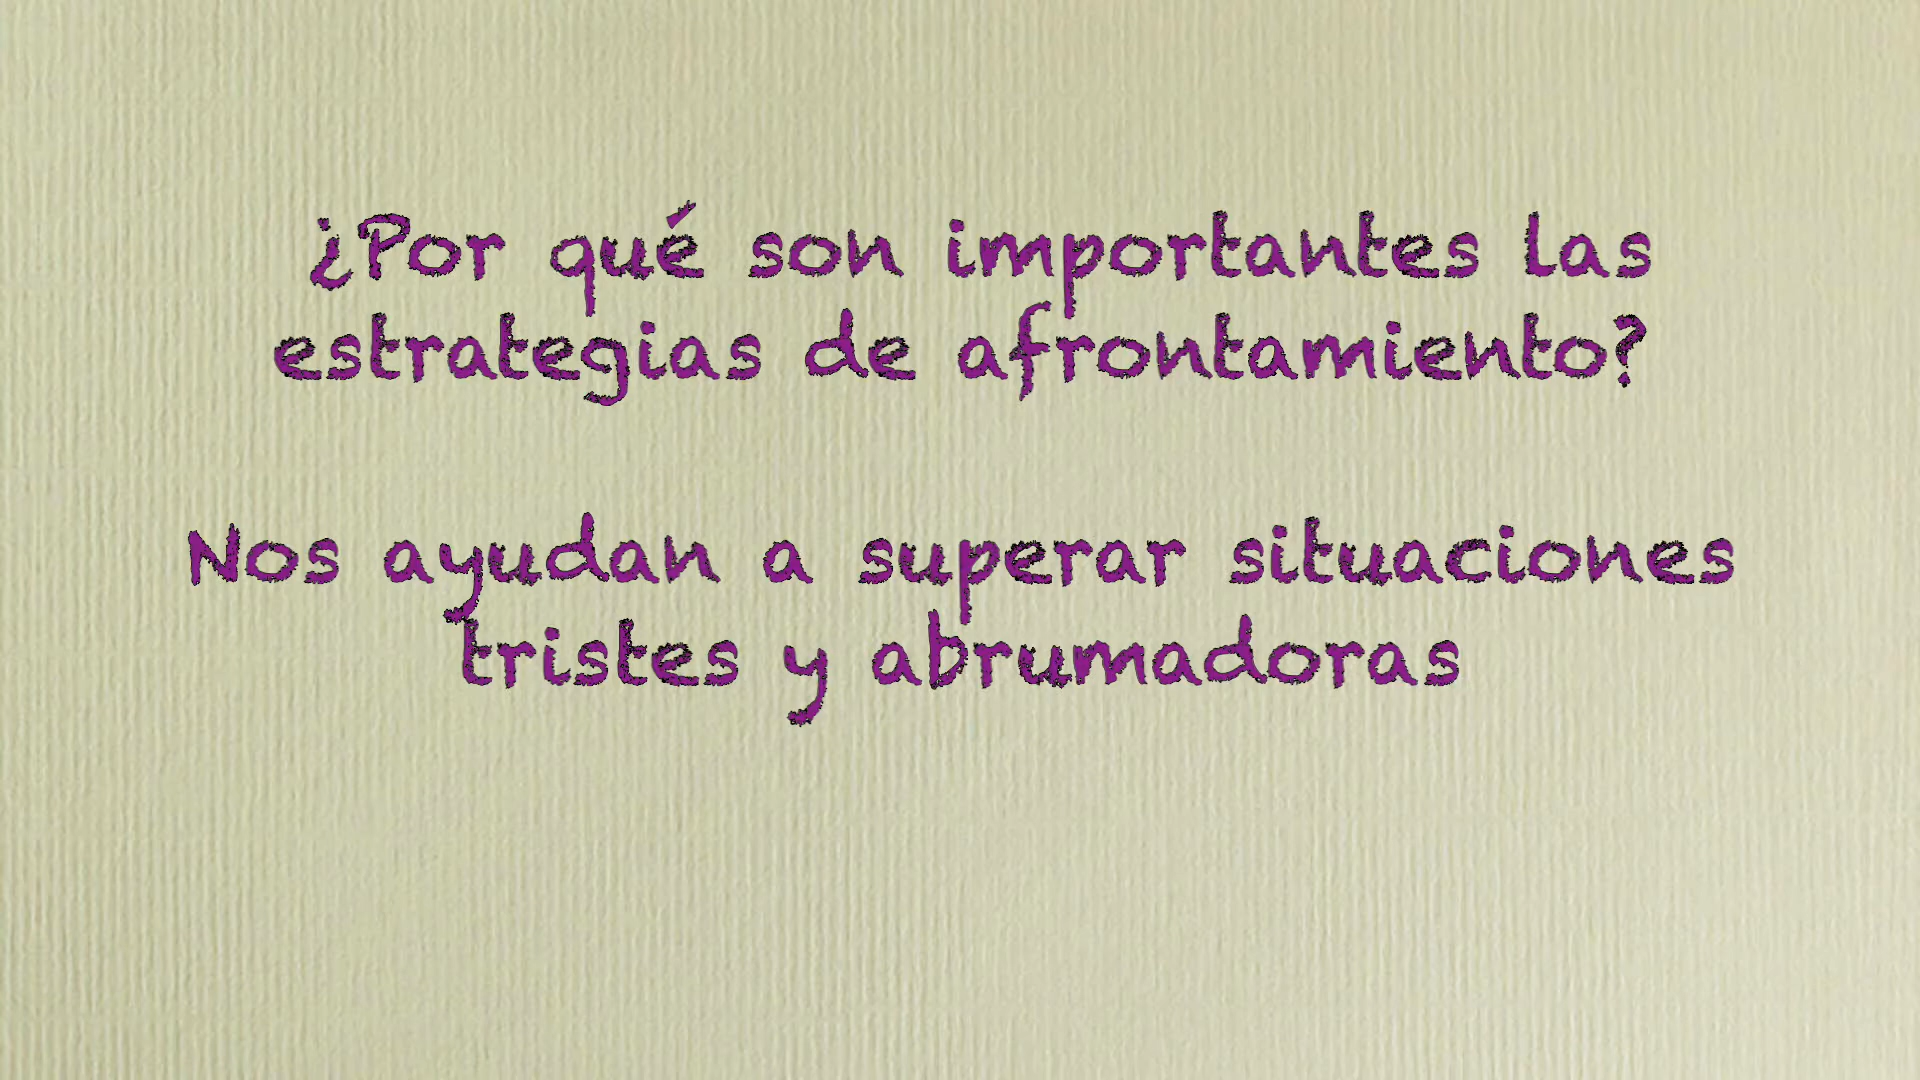 ¿Por qué son importantes las
estrategias de afrontamiento?
Nos ayudan a superar situaciones
tristes y abrumadoras